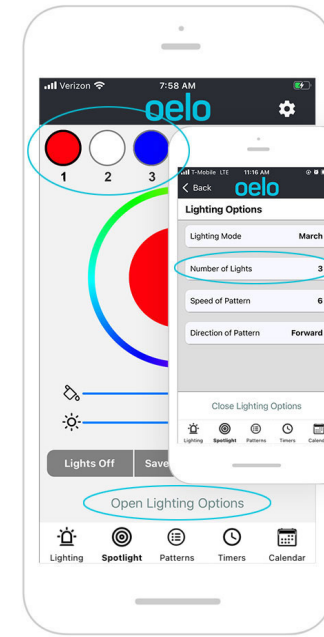 Verizon 7:58 AM
oelo
1 2 3
Lights Off Save
Open Lighting Options
Lighting Spotlight Patterns Timers Calendar
T-Mobile LTE 11:16 AM
Back oelo
Lighting Options
Lighting Mode March
Number of Lights 3
Speed of Pattern 6
Direction of Pattern Forward
Close Lighting Options
Lighting Spotlight Patterns Timers Calend